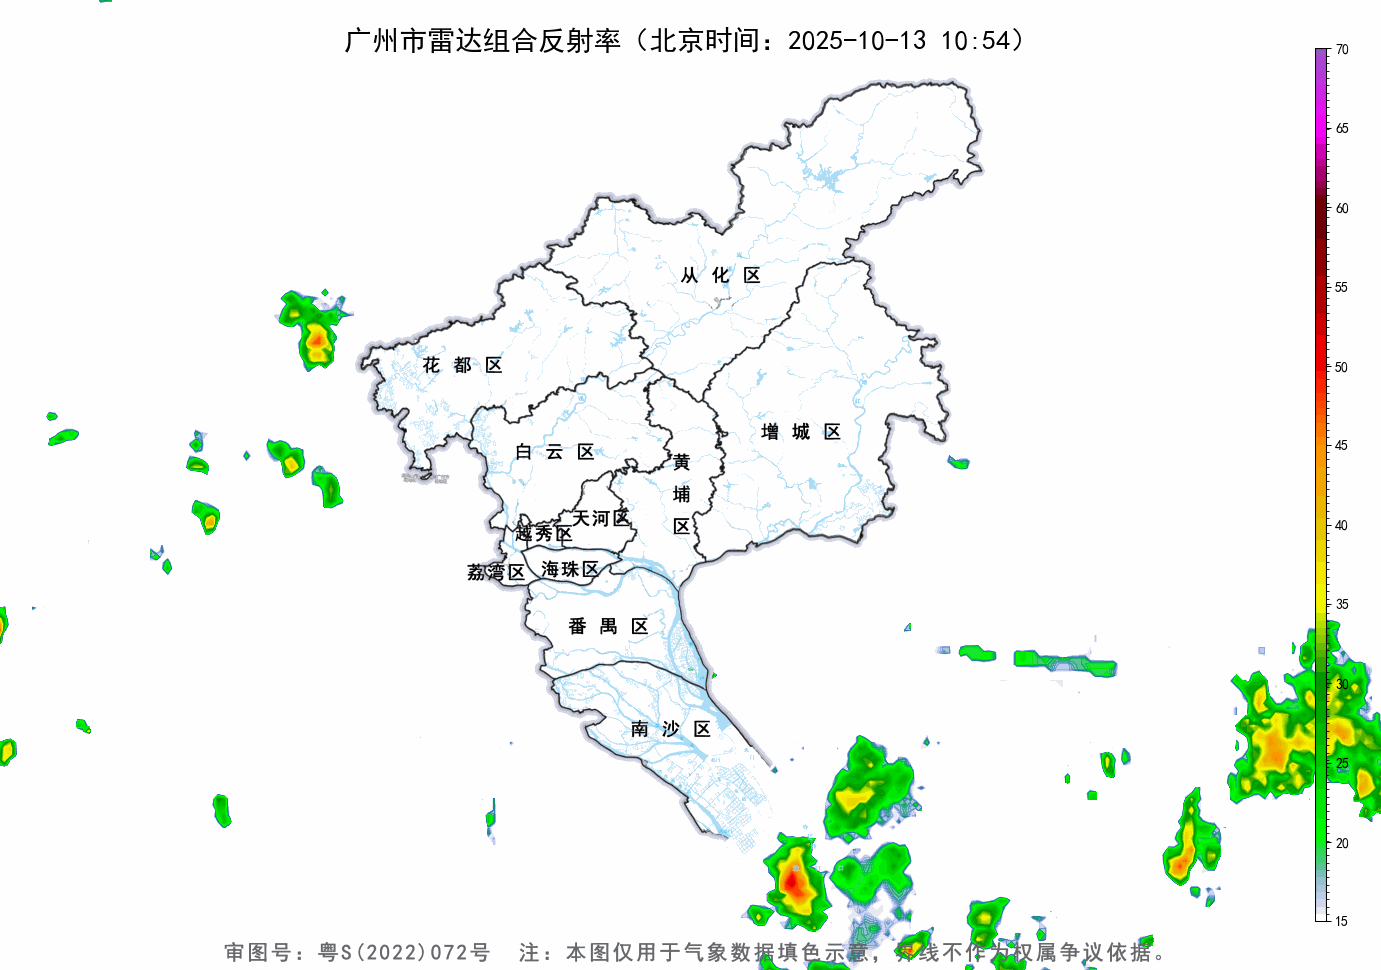 广州市雷达组合反射率（北京时间：2025-10-13 10:54）
70
65
60
55
50
45
40
35
30
25
20
15
从化区
花都区
增城区
白云区
黄埔区
天河区
越秀区
荔湾区
海珠区
番禺区
南沙区
审图号：粤S(2022)072号 注：本图仅用于气象数据填色示意，界线不作为权属争议依据。